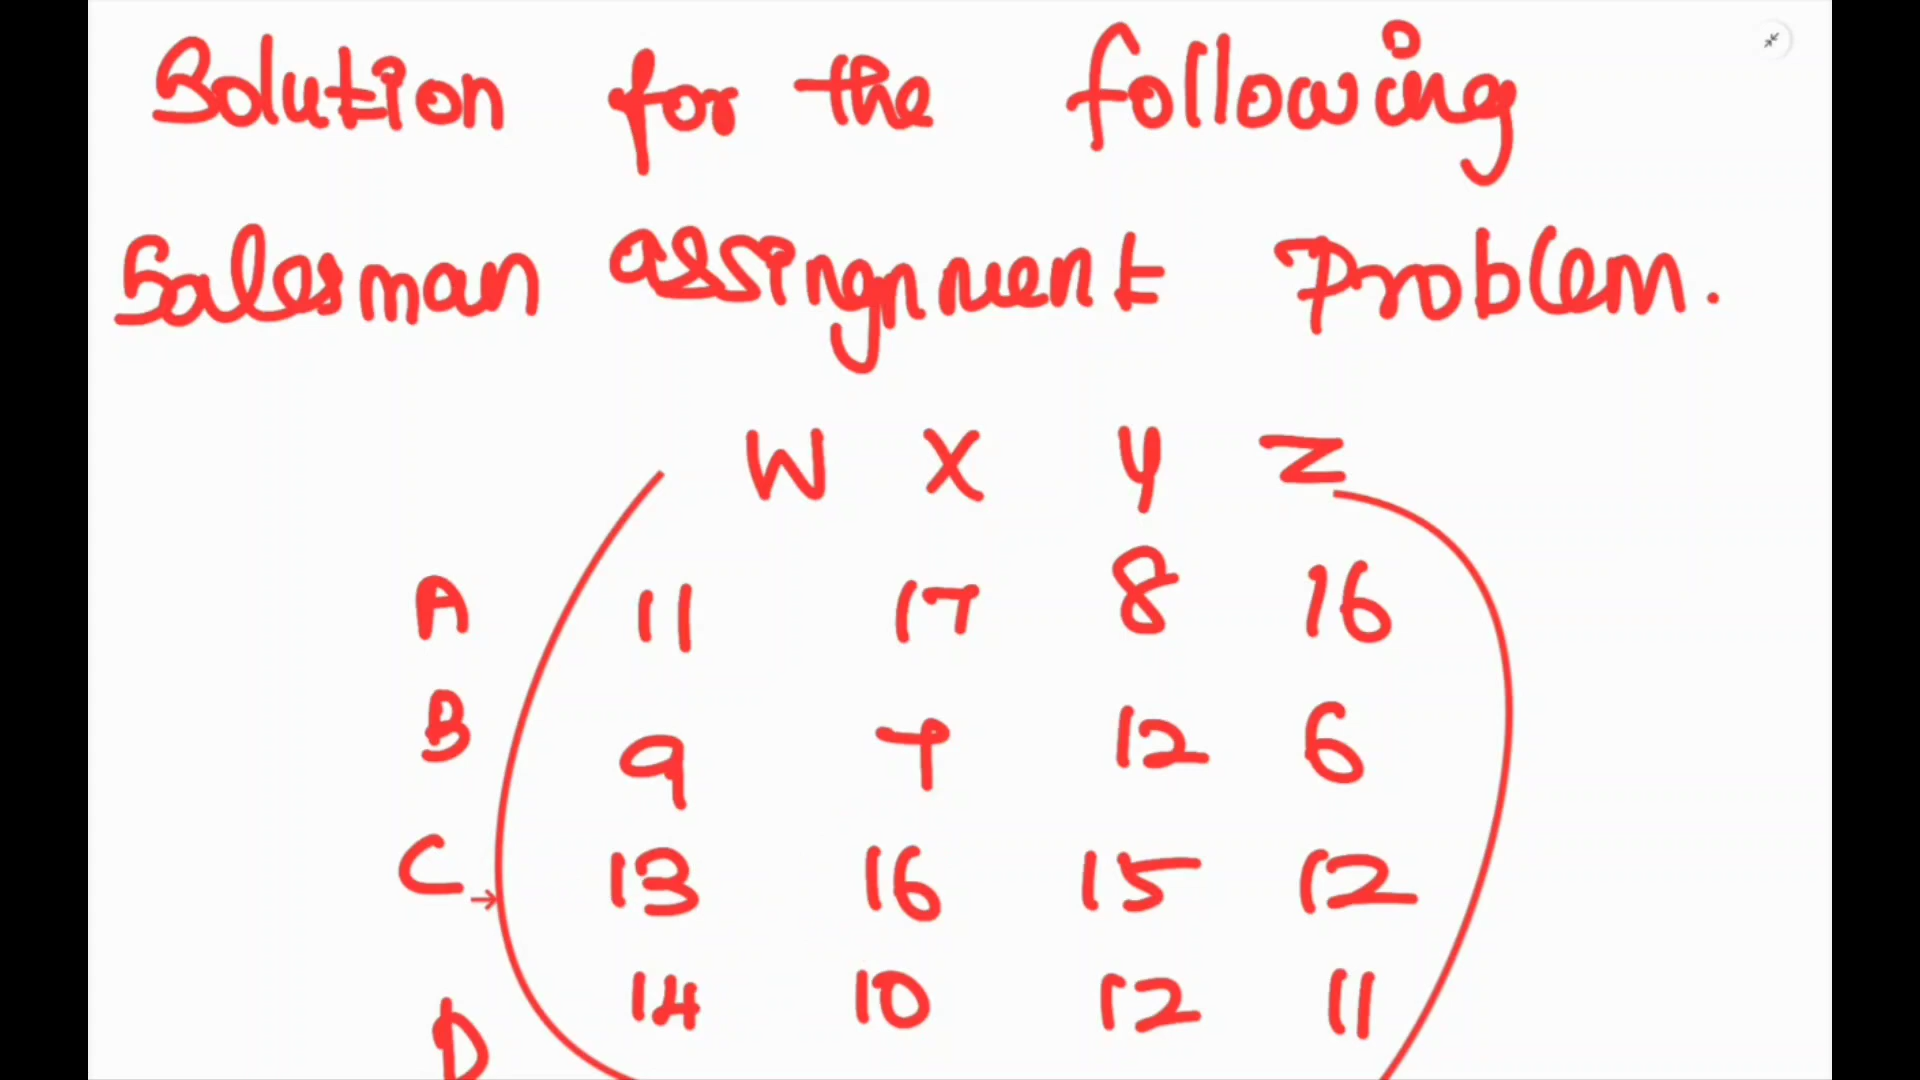 Solution for the following
Salesman assingnment Problem.
W X Y Z
A 11 17 8 16
B 9 7 12 6
C 13 16 15 12
D 14 10 12 11